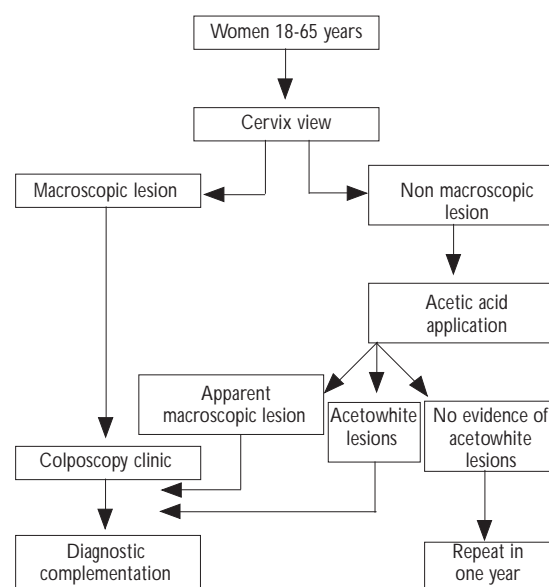 Women 18-65 years
Cervix view
Macroscopic lesion
Non macroscopic
lesion
Acetic acid
application
Apparent
macroscopic lesion
Acetowhite
lesions
No evidence of
acetowhite
lesions
Colposcopy clinic
Diagnostic
complementation
Repeat in
one year